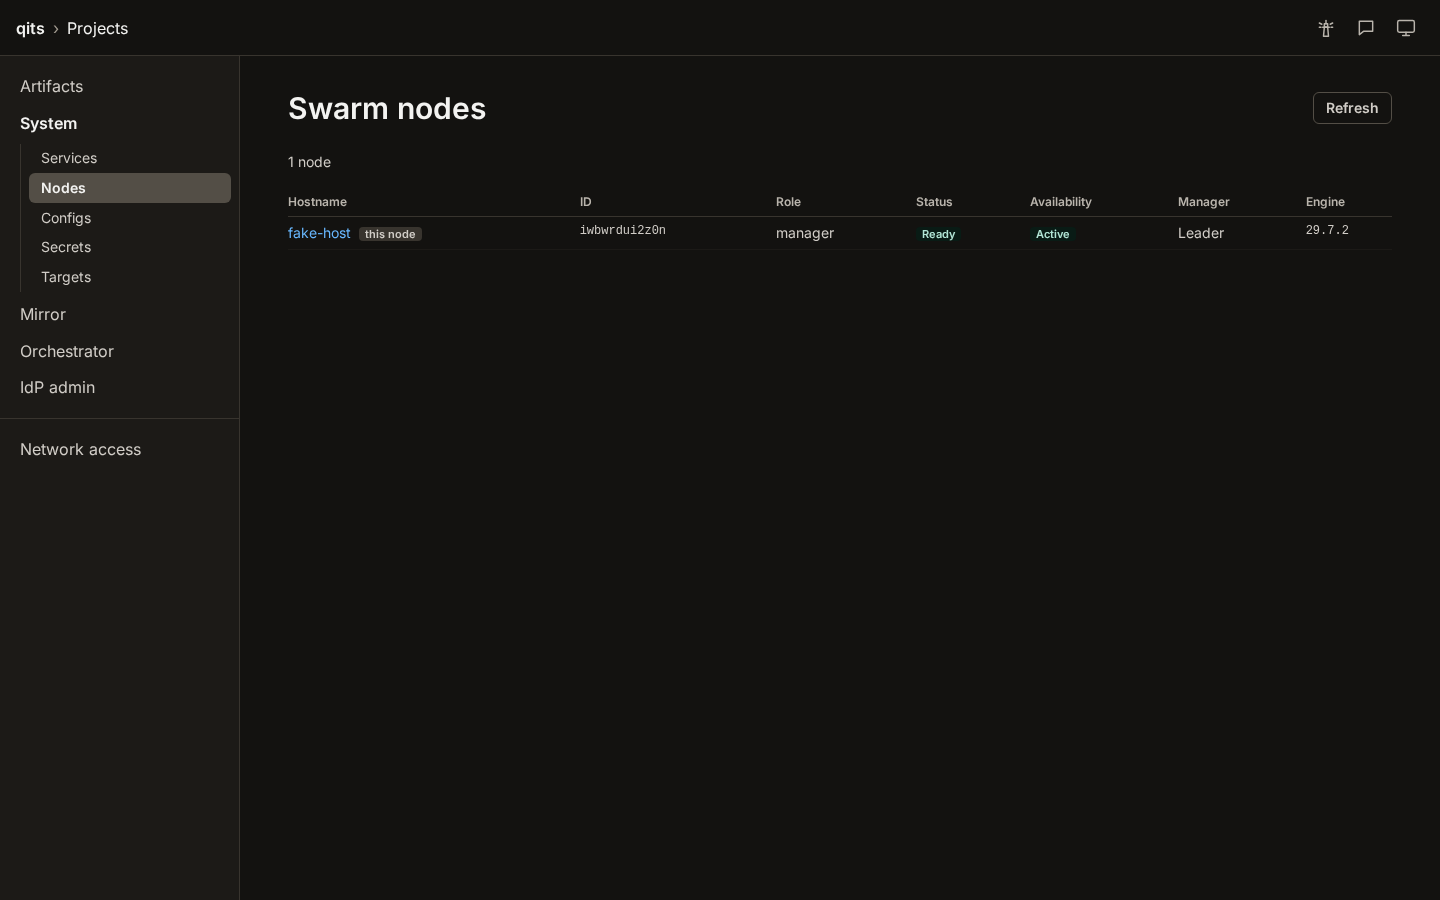 qits › Projects
Artifacts
System
Services
Nodes
Configs
Secrets
Targets
Mirror
Orchestrator
IdP admin
Network access
Swarm nodes
Refresh
1 node
Hostname ID Role Status Availability Manager Engine
fake-host this node iwbwrdui2z0n manager Ready Active Leader 29.7.2